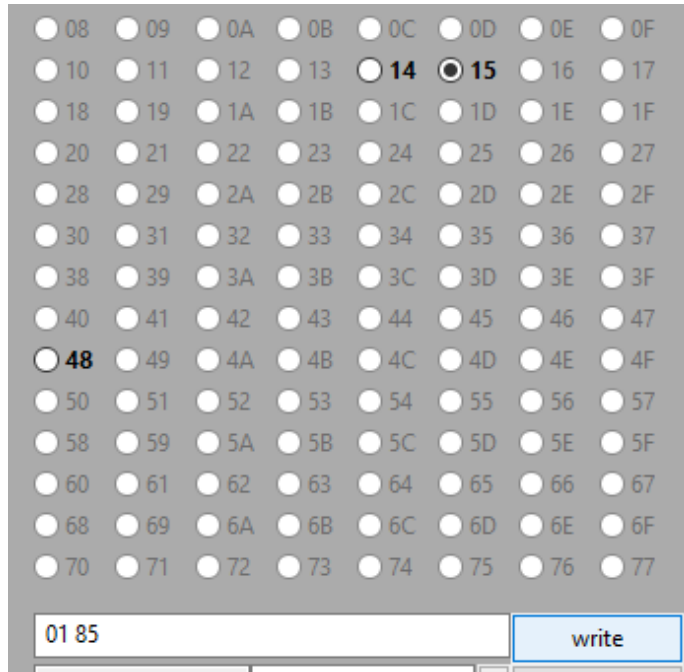 08 09 0A 0B 0C 0D 0E 0F
10 11 12 13 14 15 16 17
18 19 1A 1B 1C 1D 1E 1F
20 21 22 23 24 25 26 27
28 29 2A 2B 2C 2D 2E 2F
30 31 32 33 34 35 36 37
38 39 3A 3B 3C 3D 3E 3F
40 41 42 43 44 45 46 47
48 49 4A 4B 4C 4D 4E 4F
50 51 52 53 54 55 56 57
58 59 5A 5B 5C 5D 5E 5F
60 61 62 63 64 65 66 67
68 69 6A 6B 6C 6D 6E 6F
70 71 72 73 74 75 76 77
01 85 write